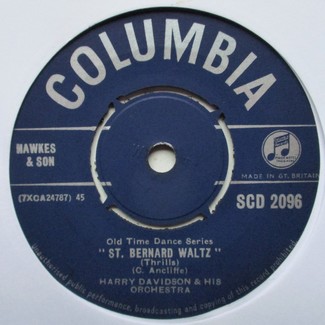 COLUMBIA
HAWKES
& SON
MADE IN GT. BRITAIN
(7XCA24787) 45
SCD 2096
Old Time Dance Series
"ST. BERNARD WALTZ"
(Thrills)
(C. Ancliffe)
HARRY DAVIDSON & HIS
ORCHESTRA
Unauthorised public performance, broadcasting and copying of this record prohibited